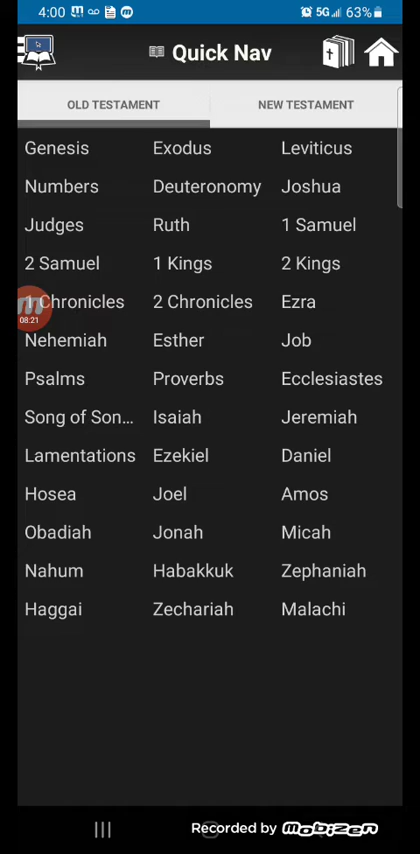 4:00 5G 63%
Quick Nav
OLD TESTAMENT NEW TESTAMENT
Genesis Exodus Leviticus
Numbers Deuteronomy Joshua
Judges Ruth 1 Samuel
2 Samuel 1 Kings 2 Kings
1 Chronicles 2 Chronicles Ezra
08:21
Nehemiah Esther Job
Psalms Proverbs Ecclesiastes
Song of Son... Isaiah Jeremiah
Lamentations Ezekiel Daniel
Hosea Joel Amos
Obadiah Jonah Micah
Nahum Habakkuk Zephaniah
Haggai Zechariah Malachi
Recorded by mobizen